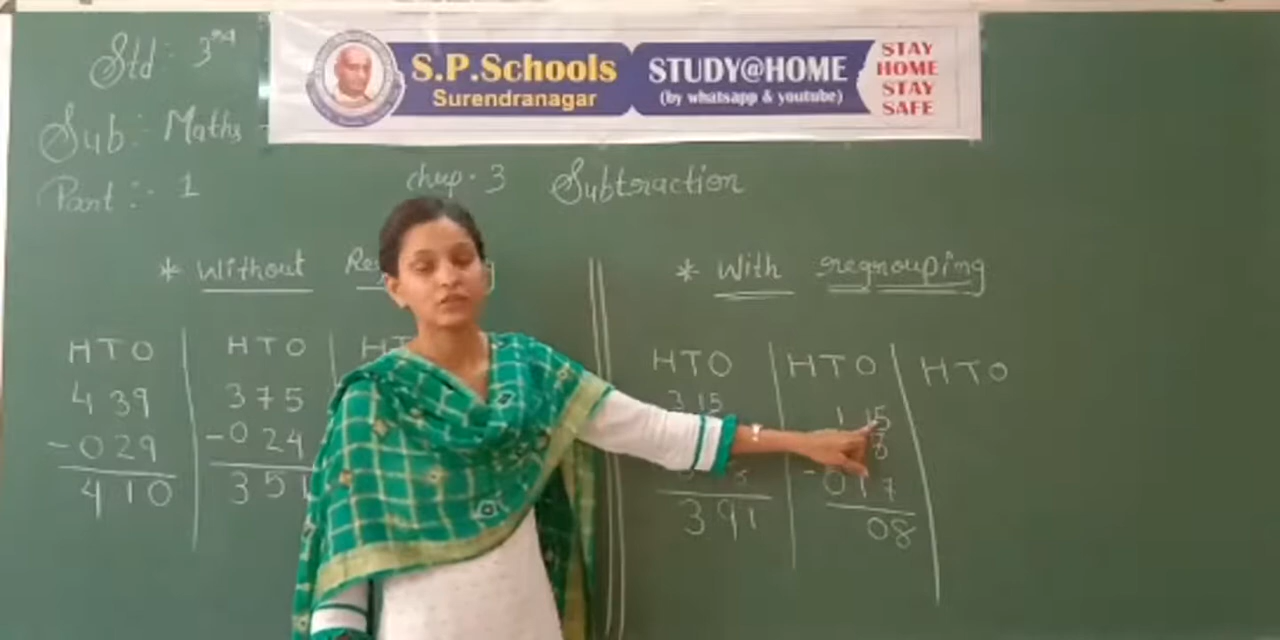 Std : 3rd
Sub : Maths
Part :- 1
S.P.Schools
Surendranagar
STUDY@HOME
(by whatsapp & youtube)
STAY
HOME
STAY
SAFE
chap. 3 Subtraction
* Without
* With regrouping
H T O
4 3 9
- 0 2 9
4 1 0
H T O
3 7 5
- 0 2 4
3 5 1
H T
H T O
3 15
3 9 1
H T O
1 15
- 0 1 7
0 8
H T O